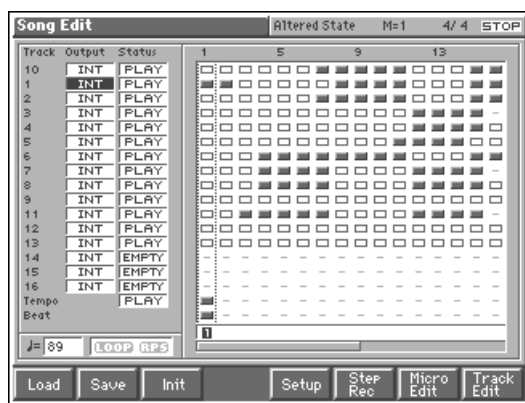 Song Edit Altered State M=1 4/ 4 STOP
Track Output Status 1 5 9 13
10 INT PLAY
1 INT PLAY
2 INT PLAY
3 INT PLAY
4 INT PLAY
5 INT PLAY
6 INT PLAY
7 INT PLAY
8 INT PLAY
9 INT PLAY
11 INT PLAY
12 INT PLAY
13 INT PLAY
14 INT EMPTY
15 INT EMPTY
16 INT EMPTY
Tempo PLAY
Beat
1
♩= 89 LOOP RPS
Load Save Init Setup Step Rec Micro Edit Track Edit